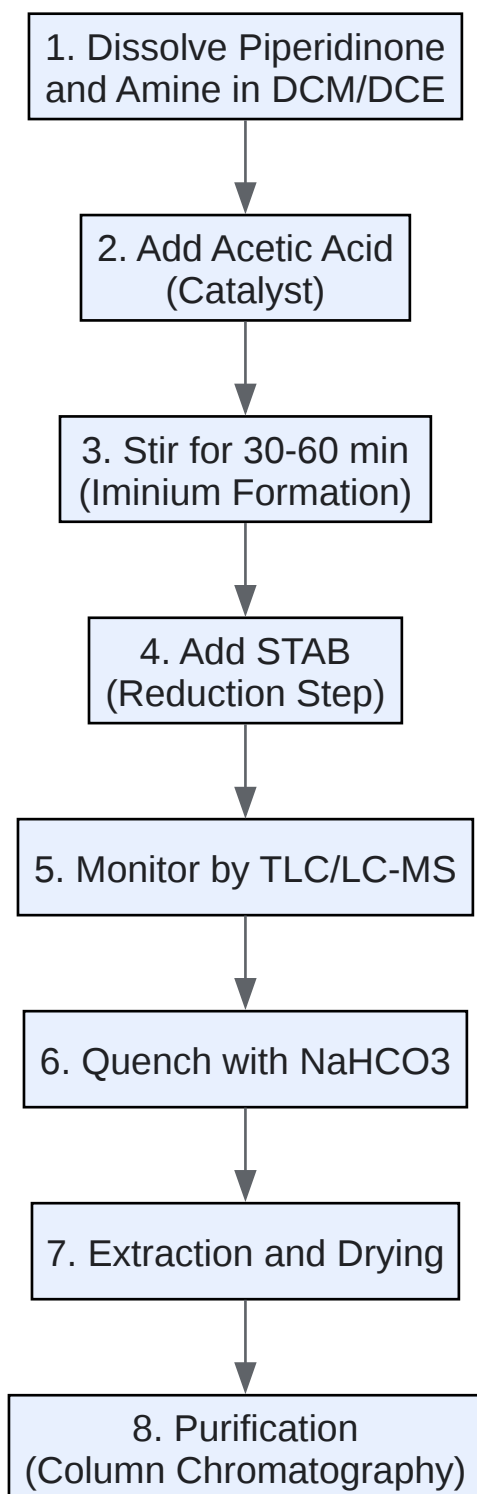 1. Dissolve Piperidinone
and Amine in DCM/DCE
2. Add Acetic Acid
(Catalyst)
3. Stir for 30-60 min
(Iminium Formation)
4. Add STAB
(Reduction Step)
5. Monitor by TLC/LC-MS
6. Quench with NaHCO3
7. Extraction and Drying
8. Purification
(Column Chromatography)